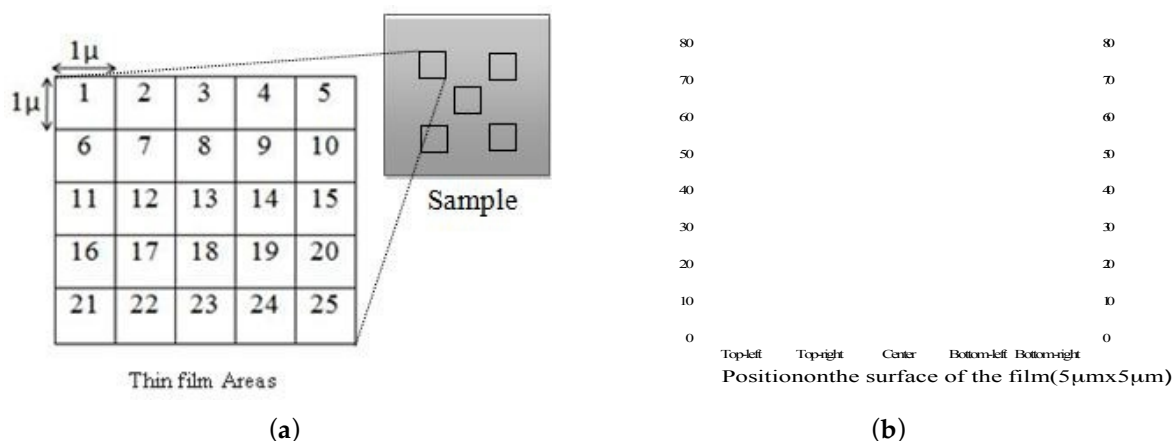 1μ
1μ
1 2 3 4 5
6 7 8 9 10
11 12 13 14 15
16 17 18 19 20
21 22 23 24 25
Thin film Areas
Sample
(a)
80 80
70 70
60 60
50 50
40 40
30 30
20 20
10 10
0 0
Top-left Top-right Center Bottom-left Bottom-right
Positiononthe surface of the film(5μmx5μm)
(b)